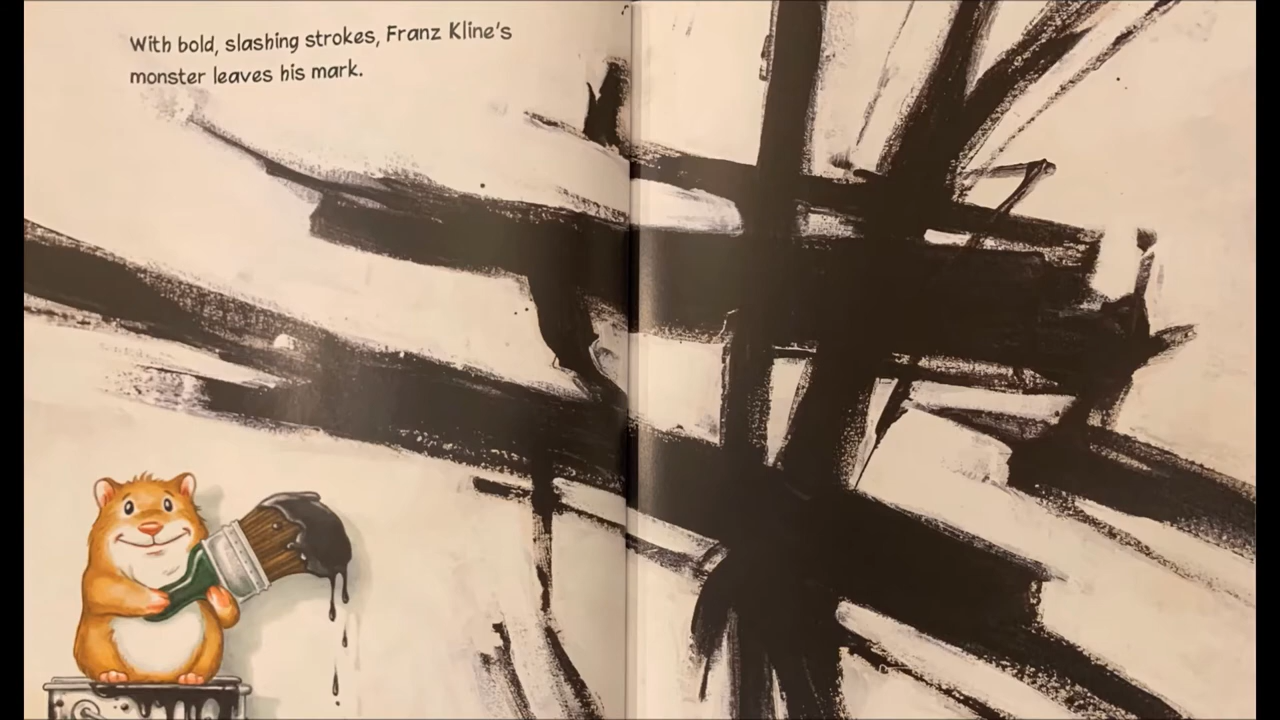 With bold, slashing strokes, Franz Kline's
monster leaves his mark.